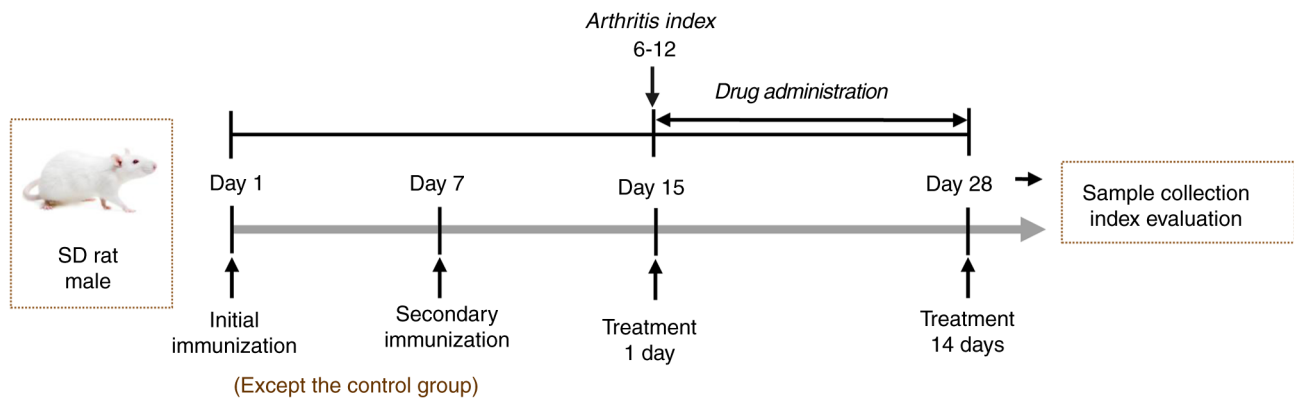 Arthritis index
6-12
Drug administration
Day 1
Day 7
Day 15
Day 28
SD rat
male
Sample collection
index evaluation
Initial
immunization
Secondary
immunization
Treatment
1 day
Treatment
14 days
(Except the control group)